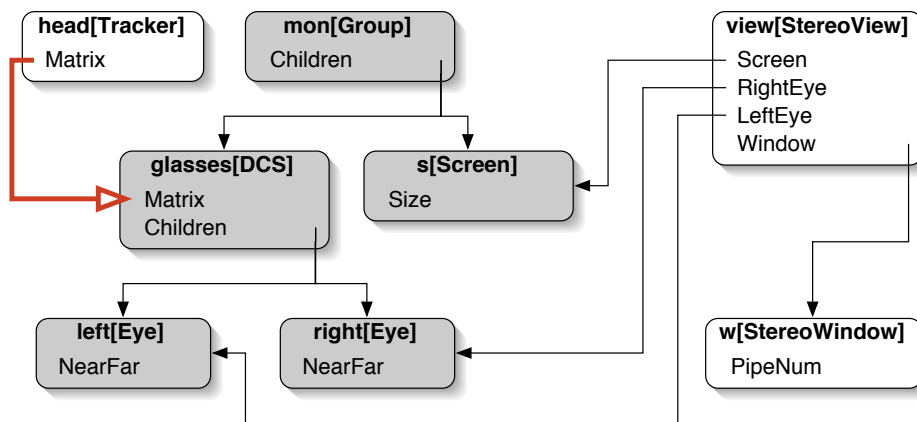 head[Tracker]
Matrix
mon[Group]
Children
view[StereoView]
Screen
RightEye
LeftEye
Window
glasses[DCS]
Matrix
Children
s[Screen]
Size
left[Eye]
NearFar
right[Eye]
NearFar
w[StereoWindow]
PipeNum